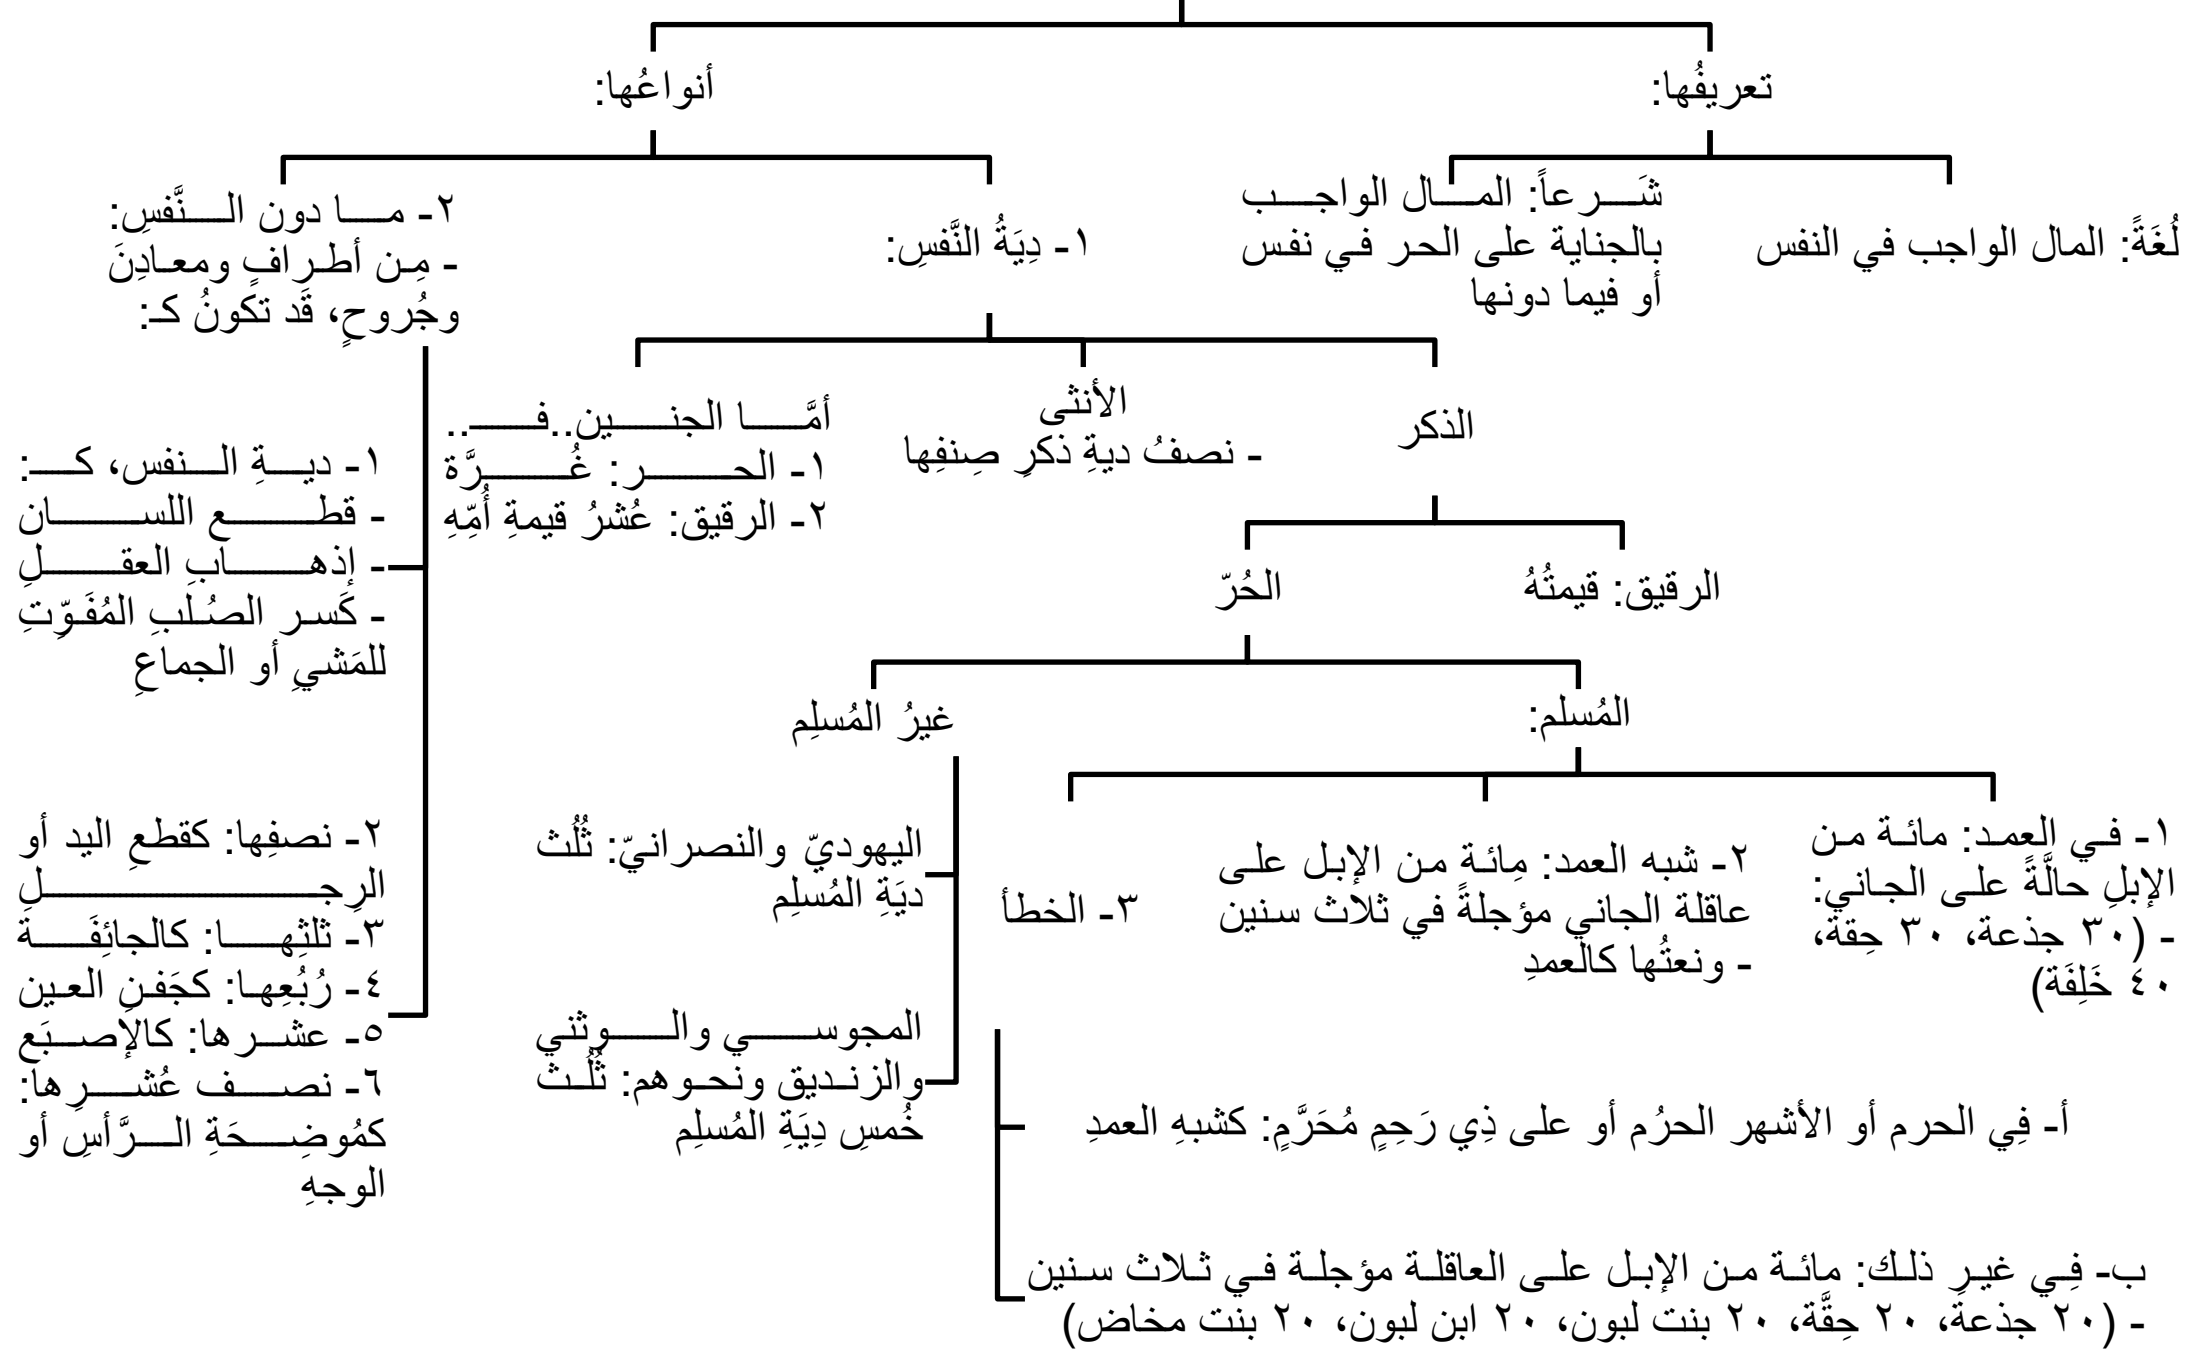 تعريفُها:
لُغَةً: المال الواجب في النفس
شَرعاً: المال الواجب
بالجناية على الحر في نفس
أو فيما دونها
أنواعُها:
١- دِيَةُ النَّفسِ:
الذكر
الرقيق: قيمتُهُ
الحُرّ
المُسلم:
١- في العمد: مائة من
الإبلِ حالَّةً على الجاني:
- (٣٠ جذعة، ٣٠ حِقة،
٤٠ خَلِفَة)
٢- شبه العمد: مِائة من الإبل على
عاقلة الجاني مؤجلةً في ثلاث سنين
- ونعتُها كالعمدِ
٣- الخطأ
أ- فِي الحرم أو الأشهر الحرُم أو على ذِي رَحِمٍ مُحَرَّمٍ: كشبهِ العمدِ
ب- فِي غيرِ ذلك: مائة من الإبل على العاقلة مؤجلة في ثلاث سنين
- (٢٠ جذعة، ٢٠ حِقَّة، ٢٠ بنت لبون، ٢٠ ابن لبون، ٢٠ بنت مخاض)
غيرُ المُسلِم
اليهوديّ والنصرانيّ: ثُلُث
ديَةِ المُسلِم
المجوسي والوثني
والزنديق ونحوهم: ثُلُث
خُمسِ دِيَةِ المُسلِم
الأنثى
- نصفُ ديةِ ذكرٍ صِنفِها
أمَّا الجنين..ف..
١- الحر: غُرَّة
٢- الرقيق: عُشرُ قيمةِ أُمِّهِ
٢- ما دون النَّفسِ:
- مِن أطرافٍ ومعادِنَ
وجُروحٍ، قَد تكونُ كـ:
١- ديةِ النفس، كـ:
- قطع اللسان
- إذهابِ العقلِ
- كَسر الصُلبِ المُفَوِّتِ
للمَشيِ أو الجماعِ
٢- نصفِها: كقطعِ اليد أو
الرِجلِ
٣- ثلثِها: كالجائِفَة
٤- رُبُعِها: كجَفنِ العين
٥- عشرها: كالإصبَع
٦- نصف عُشرِها:
كمُوضِحَةِ الرَّأسِ أو
الوجهِ